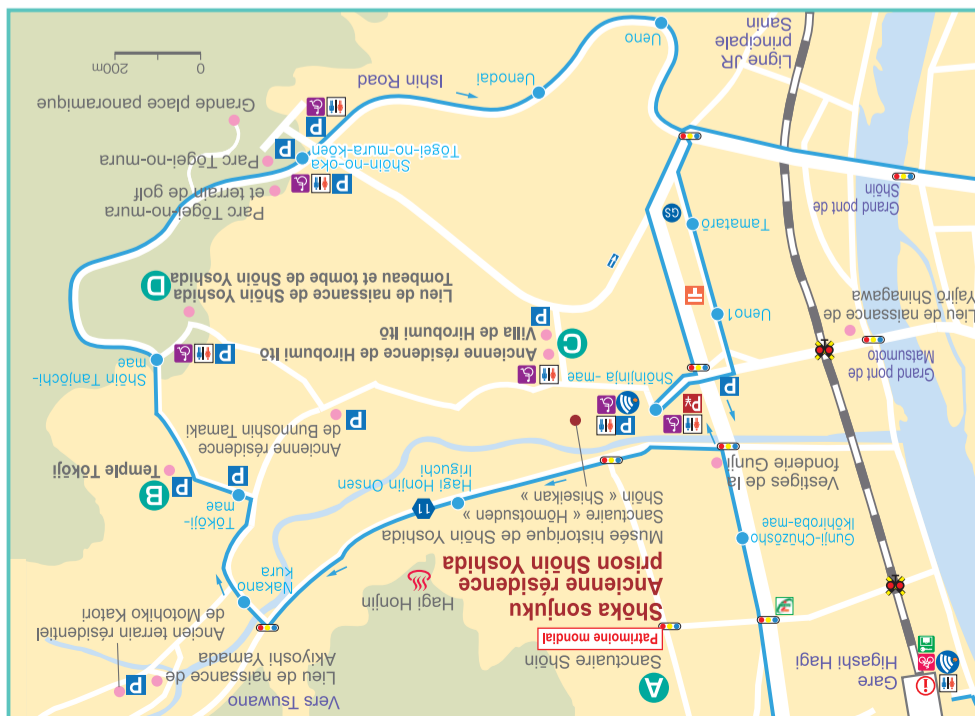 Vers Tsuwano
Lieu de naissance de
Akiyoshi Yamada
P
Gare
Higashi Hagi
A
Sanctuaire Shōin
Patrimoine mondial
Shōka sonjuku
Ancienne résidence
prison Shōin Yoshida
Musée historique de Shōin Yoshida
Sanctuaire « Hōmotsuden »
Shōin « Shiseikan »
Ancien terrain résidentiel
de Motohiko Katori
Hagi Honjin
Nakano
kura
Gunji-Chūzōsho
Ikōhiroba-mae
11
Hagi Honjin Onsen
Iriguchi
Tōkōji-
mae
P
B
P
Temple Tōkōji
Vestiges de la
fonderie Gunji
Ancienne résidence
de Bunnoshin Tamaki
P
P
P
P
Shōinjinja -mae
Grand pont de
Matsumoto
Lieu de naissance de
Yajirō Shinagawa
Ueno1
C
Ancienne résidence de Hirobumi Itō
Villa de Hirobumi Itō
P
P
Shōin Tanjōchi-
mae
D
Lieu de naissance de Shōin Yoshida
Tombeau et tombe de Shōin Yoshida
Tamatarō
GS
Grand pont de
Shōin
Parc Tōgei-no-mura
et terrain de golf
P
Shōin-no-oka
Tōgei-no-mura-kōen
Parc Tōgei-no-mura
P
P
Grande place panoramique
Ishin Road
Uenodai
Ueno
Ligne JR
principale
Sanin
0
200m